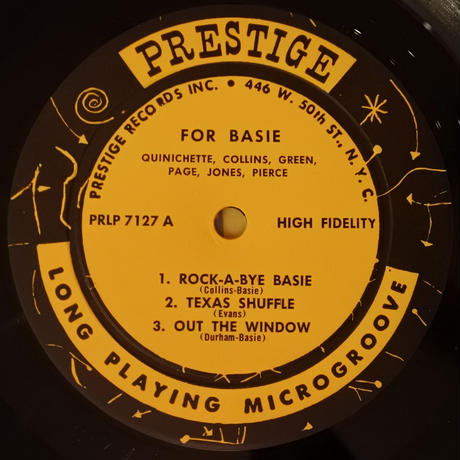 PRESTIGE
PRESTIGE RECORDS INC. • 446 W. 50th ST., N.Y.C.
FOR BASIE
QUINICHETTE, COLLINS, GREEN,
PAGE, JONES, PIERCE
PRLP 7127 A
HIGH FIDELITY
1. ROCK-A-BYE BASIE
(Collins-Basie)
2. TEXAS SHUFFLE
(Evans)
3. OUT THE WINDOW
(Durham-Basie)
LONG PLAYING MICROGROOVE